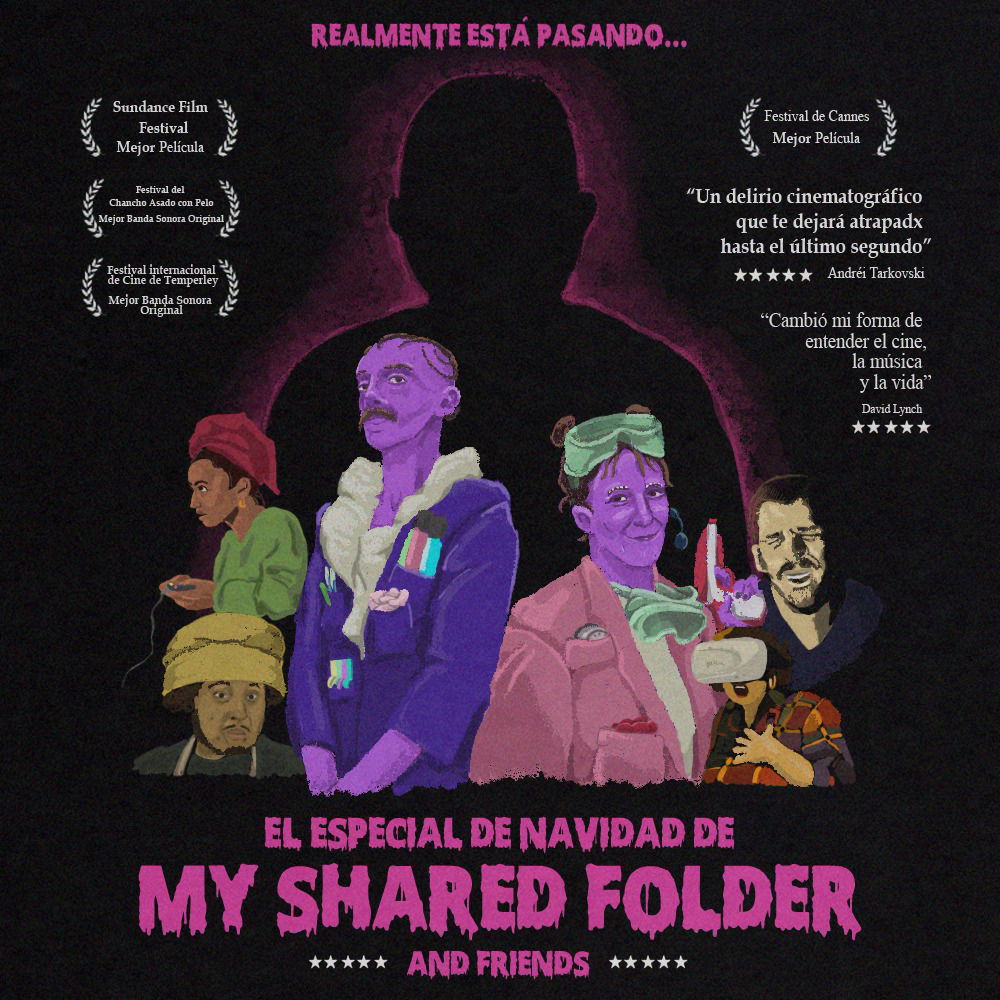 REALMENTE ESTÁ PASANDO...
Sundance Film
Festival
Mejor Película
Festival del
Chancho Asado con Pelo
Mejor Banda Sonora Original
Festival internacional
de Cine de Temperley
Mejor Banda Sonora
Original
Festival de Cannes
Mejor Película
“Un delirio cinematográfico
que te dejará atrapadx
hasta el último segundo”
★★★★★ Andréi Tarkovski
“Cambió mi forma de
entender el cine,
la música
y la vida”
David Lynch
★★★★★
EL ESPECIAL DE NAVIDAD DE
MY SHARED FOLDER
★★★★★ AND FRIENDS ★★★★★